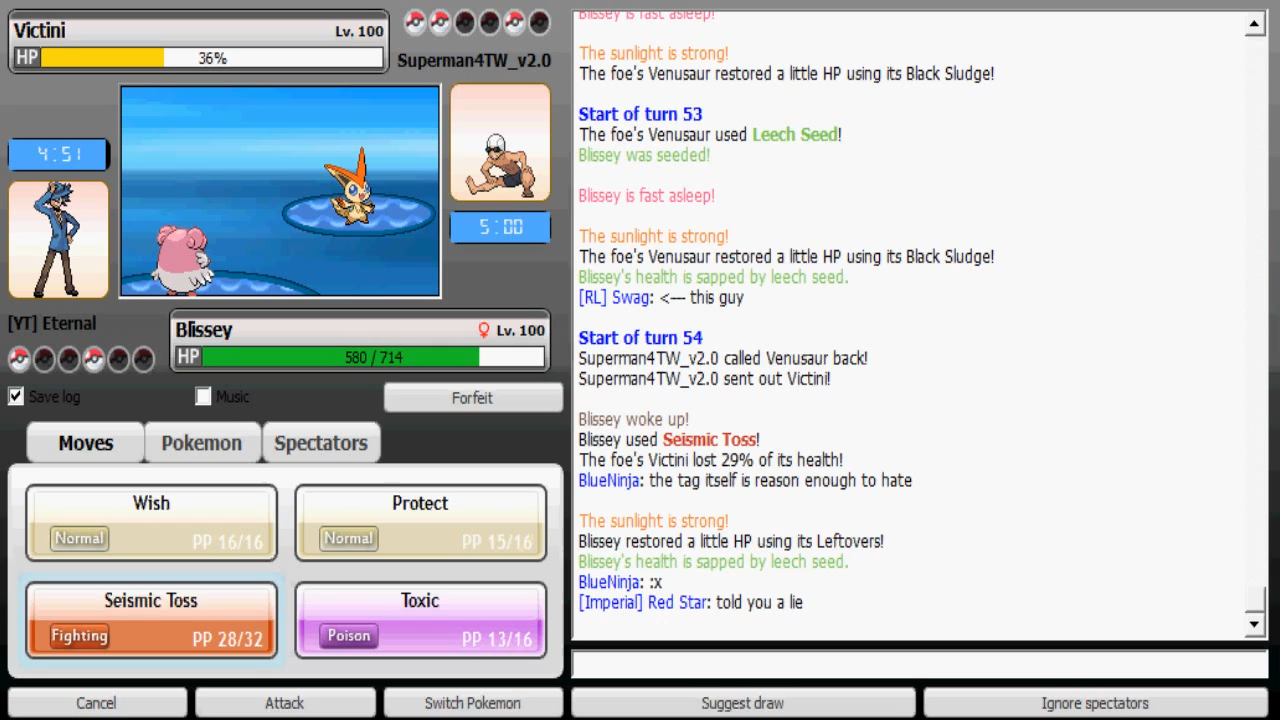 Victini
Lv. 100
HP
36%
Superman4TW_v2.0
4:51
5:00
[YT] Eternal
Blissey
Lv. 100
HP
580 / 714
Save log
Music
Forfeit
Moves
Pokemon
Spectators
Wish
Normal
PP 16/16
Protect
Normal
PP 15/16
Seismic Toss
Fighting
PP 28/32
Toxic
Poison
PP 13/16
Cancel
Attack
Switch Pokemon
Blissey is fast asleep!
The sunlight is strong!
The foe's Venusaur restored a little HP using its Black Sludge!
Start of turn 53
The foe's Venusaur used Leech Seed!
Blissey was seeded!
Blissey is fast asleep!
The sunlight is strong!
The foe's Venusaur restored a little HP using its Black Sludge!
Blissey's health is sapped by leech seed.
[RL] Swag: <--- this guy
Start of turn 54
Superman4TW_v2.0 called Venusaur back!
Superman4TW_v2.0 sent out Victini!
Blissey woke up!
Blissey used Seismic Toss!
The foe's Victini lost 29% of its health!
BlueNinja: the tag itself is reason enough to hate
The sunlight is strong!
Blissey restored a little HP using its Leftovers!
Blissey's health is sapped by leech seed.
BlueNinja: :x
[Imperial] Red Star: told you a lie
Suggest draw
Ignore spectators